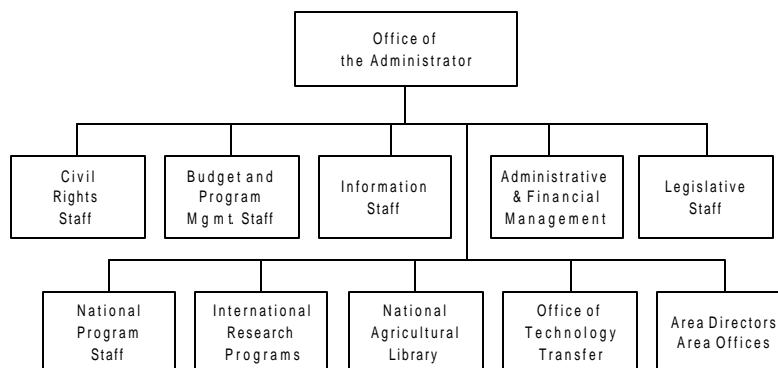 Office of
the Administrator
Civil
Rights
Staff
Budget and
Program
Mgmt. Staff
Information
Staff
Administrative
& Financial
Management
Legislative
Staff
National
Program
Staff
International
Research
Programs
National
Agricultural
Library
Office of
Technology
Transfer
Area Directors
Area Offices